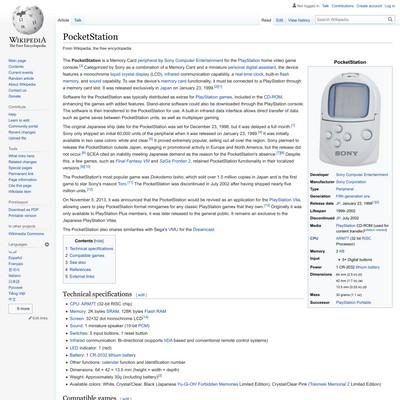 Not logged in Talk Contributions Create account Log in
Article Talk
Read Edit View history
WIKIPEDIA
The Free Encyclopedia
Main page
Contents
Current events
Random article
About Wikipedia
Contact us
Donate
Contribute
Help
Learn to edit
Community portal
Recent changes
Upload file
Tools
What links here
Related changes
Special pages
Permanent link
Page information
Cite this page
Wikidata item
Print/export
Download as PDF
Printable version
In other projects
Wikimedia Commons
Languages
Español
Français
Italiano
Edit links
PocketStation
From Wikipedia, the free encyclopedia
The PocketStation is a Memory Card peripheral by Sony Computer Entertainment for the PlayStation home video game
console. Categorized by Sony as a combination of a Memory Card and a miniature personal digital assistant, the device
features a monochrome liquid crystal display (LCD), infrared communication capability, a real-time clock, built-in flash
memory, and sound capability. To use the device's memory card functionality, it must be connected to a PlayStation through
a memory card slot. It was released exclusively in Japan on January 23, 1999.
Software for the PocketStation was typically distributed as extras for PlayStation games, included in the CD-ROM,
enhancing the games with added features. Stand-alone software could also be downloaded through the PlayStation console.
The software is then transferred to the PocketStation for use. A built-in infrared data interface allows direct transfer of data
such as game saves between PocketStation units, as well as multiplayer gaming.
The original Japanese ship date for the PocketStation was set for December 23, 1998, but it was delayed a full month.
Sony only shipped an initial 60,000 units of the peripheral when it was released on January 23, 1999. It was initially
available in two case colors: white and clear. It proved extremely popular, selling out all over the region. Sony planned to
release the PocketStation outside Japan, engaging in promotional activity in Europe and North America, but the release did
not occur. SCEA cited an inability meeting Japanese demand as the reason for the PocketStation's absence. Despite
this, a few games, such as Final Fantasy VIII and SaGa Frontier 2, retained PocketStation functionality in their localized
versions.
The PocketStation's most popular game was Dokodemo Issho, which sold over 1.5 million copies in Japan and is the first
game to star Sony's mascot Toro. The PocketStation was discontinued in July 2002 after having shipped nearly five
million units.
On November 5, 2013, it was announced that the PocketStation would be revived as an application for the PlayStation Vita,
allowing users to play PocketStation format minigames for any classic PlayStation games that they own. Originally it was
only available to PlayStation Plus members, it was later released to the general public. It remains an exclusive to the
Japanese PlayStation Vitas.
The PocketStation also shares similarities with Sega's VMU for the Dreamcast.
Contents [hide]
1 Technical specifications
2 Compatible games
3 See also
4 References
5 External links
Technical specifications [edit]
CPU: ARM7T (32-bit RISC chip)
Memory: 2K bytes SRAM, 128K bytes Flash RAM
Graphics: 32×32 dot monochrome LCD
Sound: 1 miniature speaker (10-bit PCM)
Switches: 5 input buttons, 1 reset button
Infrared communication: Bi-directional (supports IrDA based and conventional remote control systems)
LED indicator: 1 (red)
Battery: 1 CR-2032 lithium battery
Other functions: calendar function and identification number
Dimensions: 64 × 42 × 13.5 mm (height × width × depth)
Weight: Approximately 30g (including battery)
Available colors: White, Crystal/Clear, Black (Japanese Yu-Gi-Oh! Forbidden Memories Limited Edition), Crystal/Clear-Pink (Tokimeki Memorial 2 Limited Edition)
Compatible games [edit]
PocketStation
SONY
Developer Sony Computer Entertainment
Manufacturer Sony Computer Entertainment
Type Peripheral
Generation Fifth generation era
Release date JP: January 23, 1999
Lifespan 1999–2002
Discontinued JP: July 2002
Media PlayStation CD-ROM (used for
content transfer)
CPU ARM7T (32 bit RISC
Processor)
Memory 2 KB
Input 5× Digital buttons
Power 1 CR-2032 lithium battery
Dimensions 64 mm (2.5 in)
42 mm (1.7 in)
13.5 mm (0.53 in)
Mass 30 grams (1.1 oz)
Successor PlayStation Portable